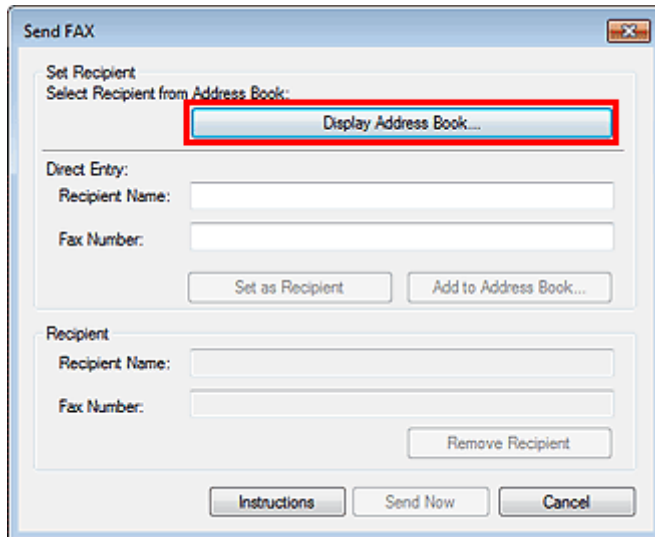 Send FAX
Set Recipient
Select Recipient from Address Book:
Display Address Book....
Direct Entry:
Recipient Name:
Fax Number:
Set as Recipient
Add to Address Book...
Recipient
Recipient Name:
Fax Number:
Remove Recipient
Instructions
Send Now
Cancel